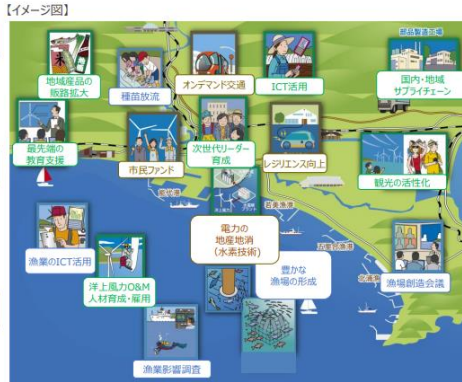 【イメージ図】
部品製造工場
地域産品の
販路拡大
種苗放流
オンデマンド交通
ICT活用
国内・地域
サプライチェーン
最先端の
教育支援
市民ファンド
次世代リーダー
育成
レジリエンス向上
観光の活性化
能代港
若美漁港
電力の
地産地消
(水素技術)
漁業のICT活用
洋上風力O&M
人材育成・雇用
豊かな
漁場の形成
漁場創造会議
漁業影響調査